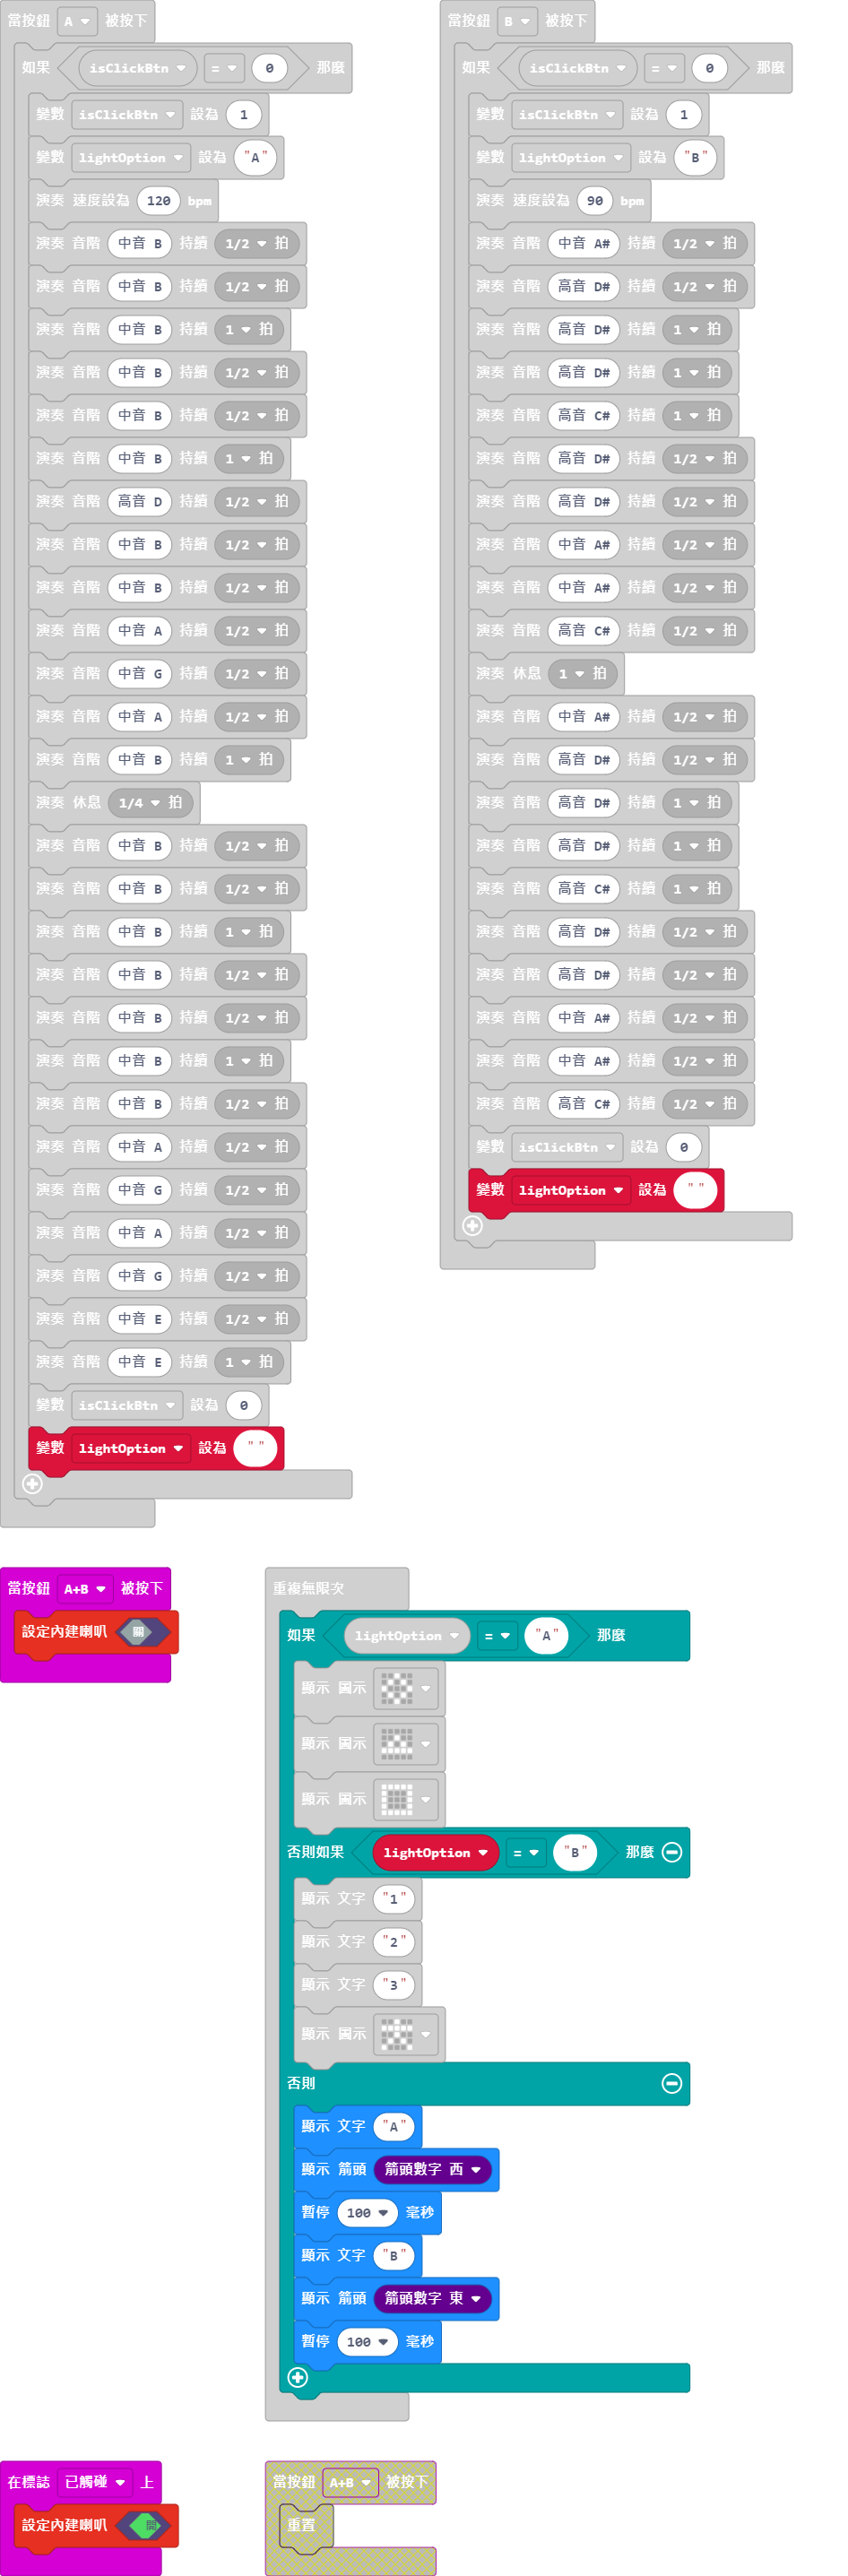 當按鈕 A 被按下
如果 isClickBtn = 0 那麼
變數 isClickBtn 設為 1
變數 lightOption 設為 "A"
演奏 速度設為 120 bpm
演奏 音階 中音 B 持續 1/2 拍
演奏 音階 中音 B 持續 1/2 拍
演奏 音階 中音 B 持續 1 拍
演奏 音階 中音 B 持續 1/2 拍
演奏 音階 中音 B 持續 1/2 拍
演奏 音階 中音 B 持續 1 拍
演奏 音階 高音 D 持續 1/2 拍
演奏 音階 中音 B 持續 1/2 拍
演奏 音階 中音 B 持續 1/2 拍
演奏 音階 中音 A 持續 1/2 拍
演奏 音階 中音 G 持續 1/2 拍
演奏 音階 中音 A 持續 1/2 拍
演奏 音階 中音 B 持續 1 拍
演奏 休息 1/4 拍
演奏 音階 中音 B 持續 1/2 拍
演奏 音階 中音 B 持續 1/2 拍
演奏 音階 中音 B 持續 1 拍
演奏 音階 中音 B 持續 1/2 拍
演奏 音階 中音 B 持續 1/2 拍
演奏 音階 中音 B 持續 1 拍
演奏 音階 中音 B 持續 1/2 拍
演奏 音階 中音 A 持續 1/2 拍
演奏 音階 中音 G 持續 1/2 拍
演奏 音階 中音 A 持續 1/2 拍
演奏 音階 中音 G 持續 1/2 拍
演奏 音階 中音 E 持續 1/2 拍
演奏 音階 中音 E 持續 1 拍
變數 isClickBtn 設為 0
變數 lightOption 設為 " "
當按鈕 B 被按下
如果 isClickBtn = 0 那麼
變數 isClickBtn 設為 1
變數 lightOption 設為 "B"
演奏 速度設為 90 bpm
演奏 音階 中音 A# 持續 1/2 拍
演奏 音階 高音 D# 持續 1/2 拍
演奏 音階 高音 D# 持續 1 拍
演奏 音階 高音 D# 持續 1 拍
演奏 音階 高音 C# 持續 1 拍
演奏 音階 高音 D# 持續 1/2 拍
演奏 音階 高音 D# 持續 1/2 拍
演奏 音階 中音 A# 持續 1/2 拍
演奏 音階 中音 A# 持續 1/2 拍
演奏 音階 高音 C# 持續 1/2 拍
演奏 休息 1 拍
演奏 音階 中音 A# 持續 1/2 拍
演奏 音階 高音 D# 持續 1/2 拍
演奏 音階 高音 D# 持續 1 拍
演奏 音階 高音 D# 持續 1 拍
演奏 音階 高音 C# 持續 1 拍
演奏 音階 高音 D# 持續 1/2 拍
演奏 音階 高音 D# 持續 1/2 拍
演奏 音階 中音 A# 持續 1/2 拍
演奏 音階 中音 A# 持續 1/2 拍
演奏 音階 高音 C# 持續 1/2 拍
變數 isClickBtn 設為 0
變數 lightOption 設為 " "
當按鈕 A+B 被按下
設定內建喇叭 關
重複無限次
如果 lightOption = "A" 那麼
顯示 圖示
顯示 圖示
顯示 圖示
否則如果 lightOption = "B" 那麼
顯示 文字 "1"
顯示 文字 "2"
顯示 文字 "3"
顯示 圖示
否則
顯示 文字 "A"
顯示 箭頭 箭頭數字 西
暫停 100 毫秒
顯示 文字 "B"
顯示 箭頭 箭頭數字 東
暫停 100 毫秒
在標誌 已觸碰 上
設定內建喇叭 開
當按鈕 A+B 被按下
重置